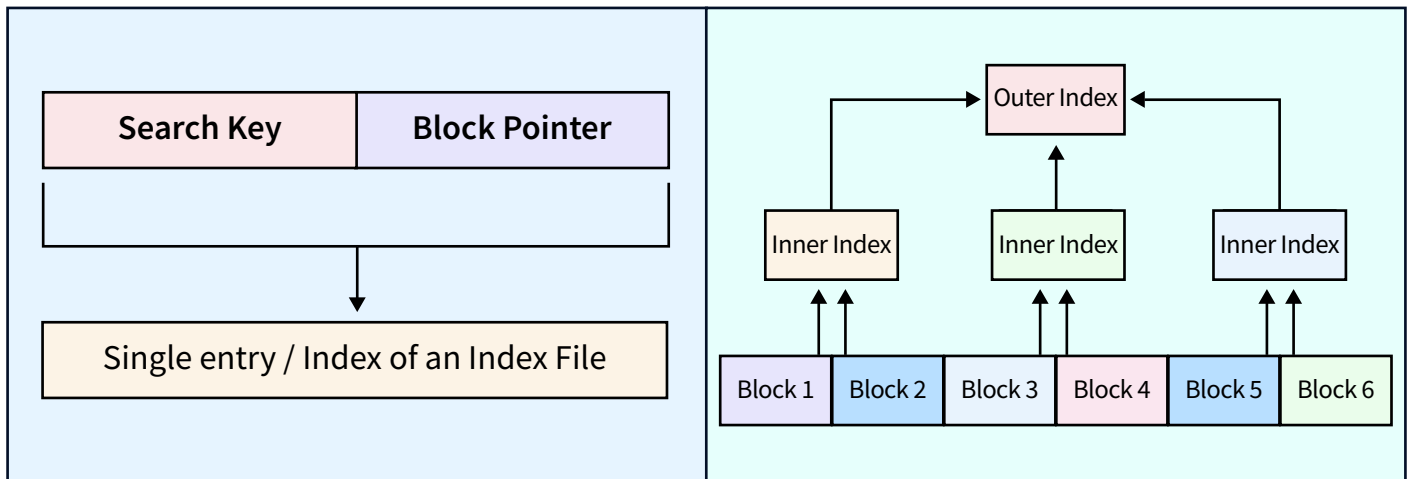 Search Key
Block Pointer
Single entry / Index of an Index File
Outer Index
Inner Index
Inner Index
Inner Index
Block 1
Block 2
Block 3
Block 4
Block 5
Block 6